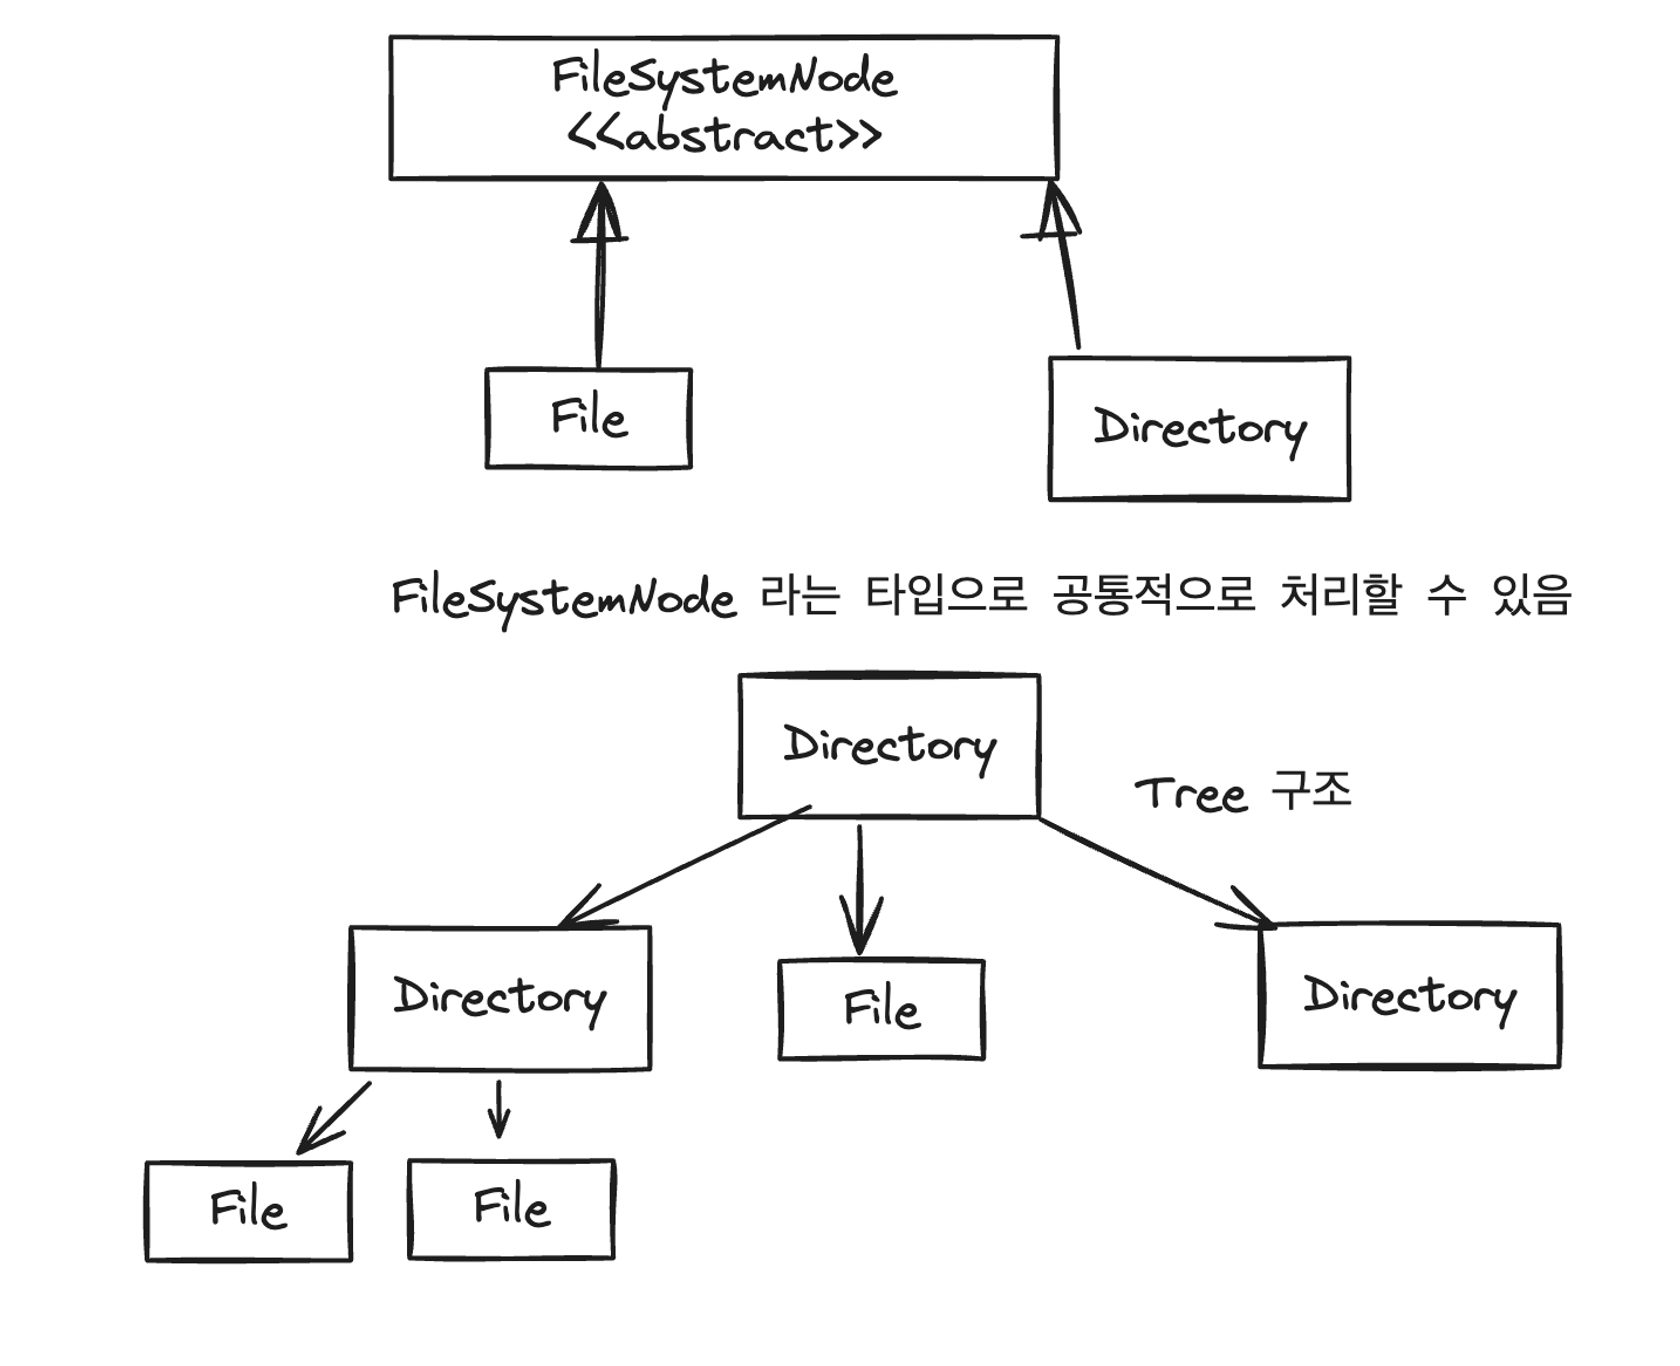 FileSystemNode
<<abstract>>
File
Directory
FileSystemNode 라는 타입으로 공통적으로 처리할 수 있음
Directory
Tree 구조
Directory
File
Directory
File
File